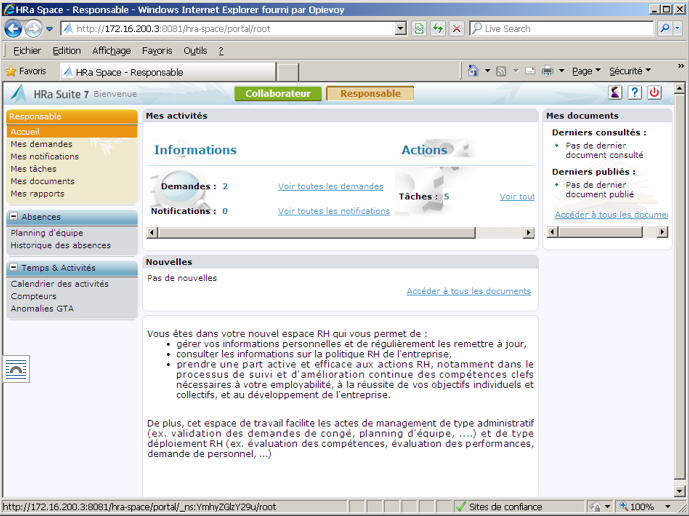 HRa Space - Responsable - Windows Internet Explorer fourni par Opievoy
http://172.16.200.3:8081/hra-space/portal/root
Live Search
Fichier Edition Affichage Favoris Outils ?
Favoris HRa Space - Responsable Page Sécurité
HRa Suite 7 Bienvenue Collaborateur Responsable
Responsable
Accueil
Mes demandes
Mes notifications
Mes tâches
Mes documents
Mes rapports
Absences
Planning d'équipe
Historique des absences
Temps & Activités
Calendrier des activités
Compteurs
Anomalies GTA
Mes activités
Informations Actions
Demandes : 2 Voir toutes les demandes
Tâches : 5 Voir tout
Notifications : 0 Voir toutes les notifications
Nouvelles
Pas de nouvelles
Accéder à tous les documents
Vous êtes dans votre nouvel espace RH qui vous permet de :
• gérer vos informations personnelles et de régulièrement les remettre à jour,
• consulter les informations sur la politique RH de l'entreprise,
• prendre une part active et efficace aux actions RH, notamment dans le
processus de suivi et d'amélioration continue des compétences clefs
nécessaires à votre employabilité, à la réussite de vos objectifs individuels et
collectifs, et au développement de l'entreprise.
De plus, cet espace de travail facilite les actes de management de type administratif
(ex. validation des demandes de congé, planning d'équipe, ....) et de type
déploiement RH (ex. évaluation des compétences, évaluation des performances,
demande de personnel, ...)
Mes documents
Derniers consultés :
Pas de dernier
document consulté
Derniers publiés :
Pas de dernier
document publié
Accéder à tous les documen
http://172.16.200.3:8081/hra-space/portal/_ns:YmhyZGlzY29u/root Sites de confiance 100%